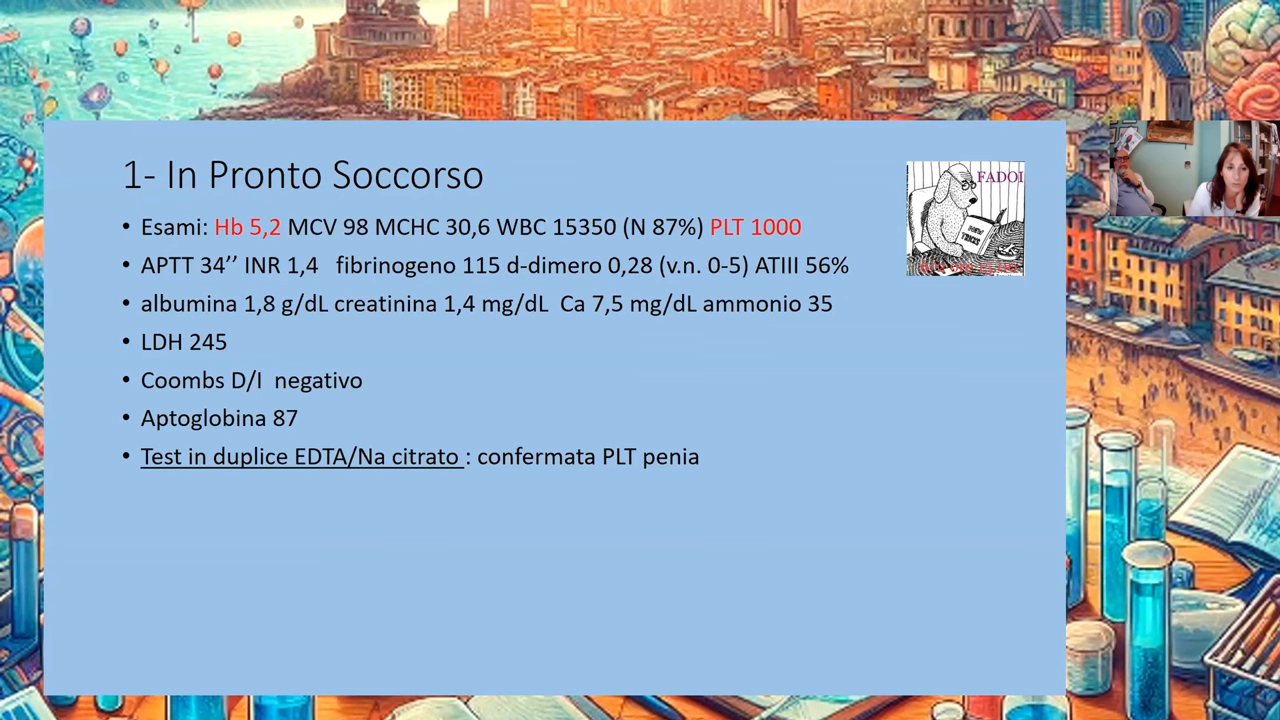 1- In Pronto Soccorso
FADOI
• Esami: Hb 5,2 MCV 98 MCHC 30,6 WBC 15350 (N 87%) PLT 1000
• APTT 34’’ INR 1,4 fibrinogeno 115 d-dimero 0,28 (v.n. 0-5) ATIII 56%
• albumina 1,8 g/dL creatinina 1,4 mg/dL Ca 7,5 mg/dL ammonio 35
• LDH 245
• Coombs D/I negativo
• Aptoglobina 87
• Test in duplice EDTA/Na citrato : confermata PLT penia